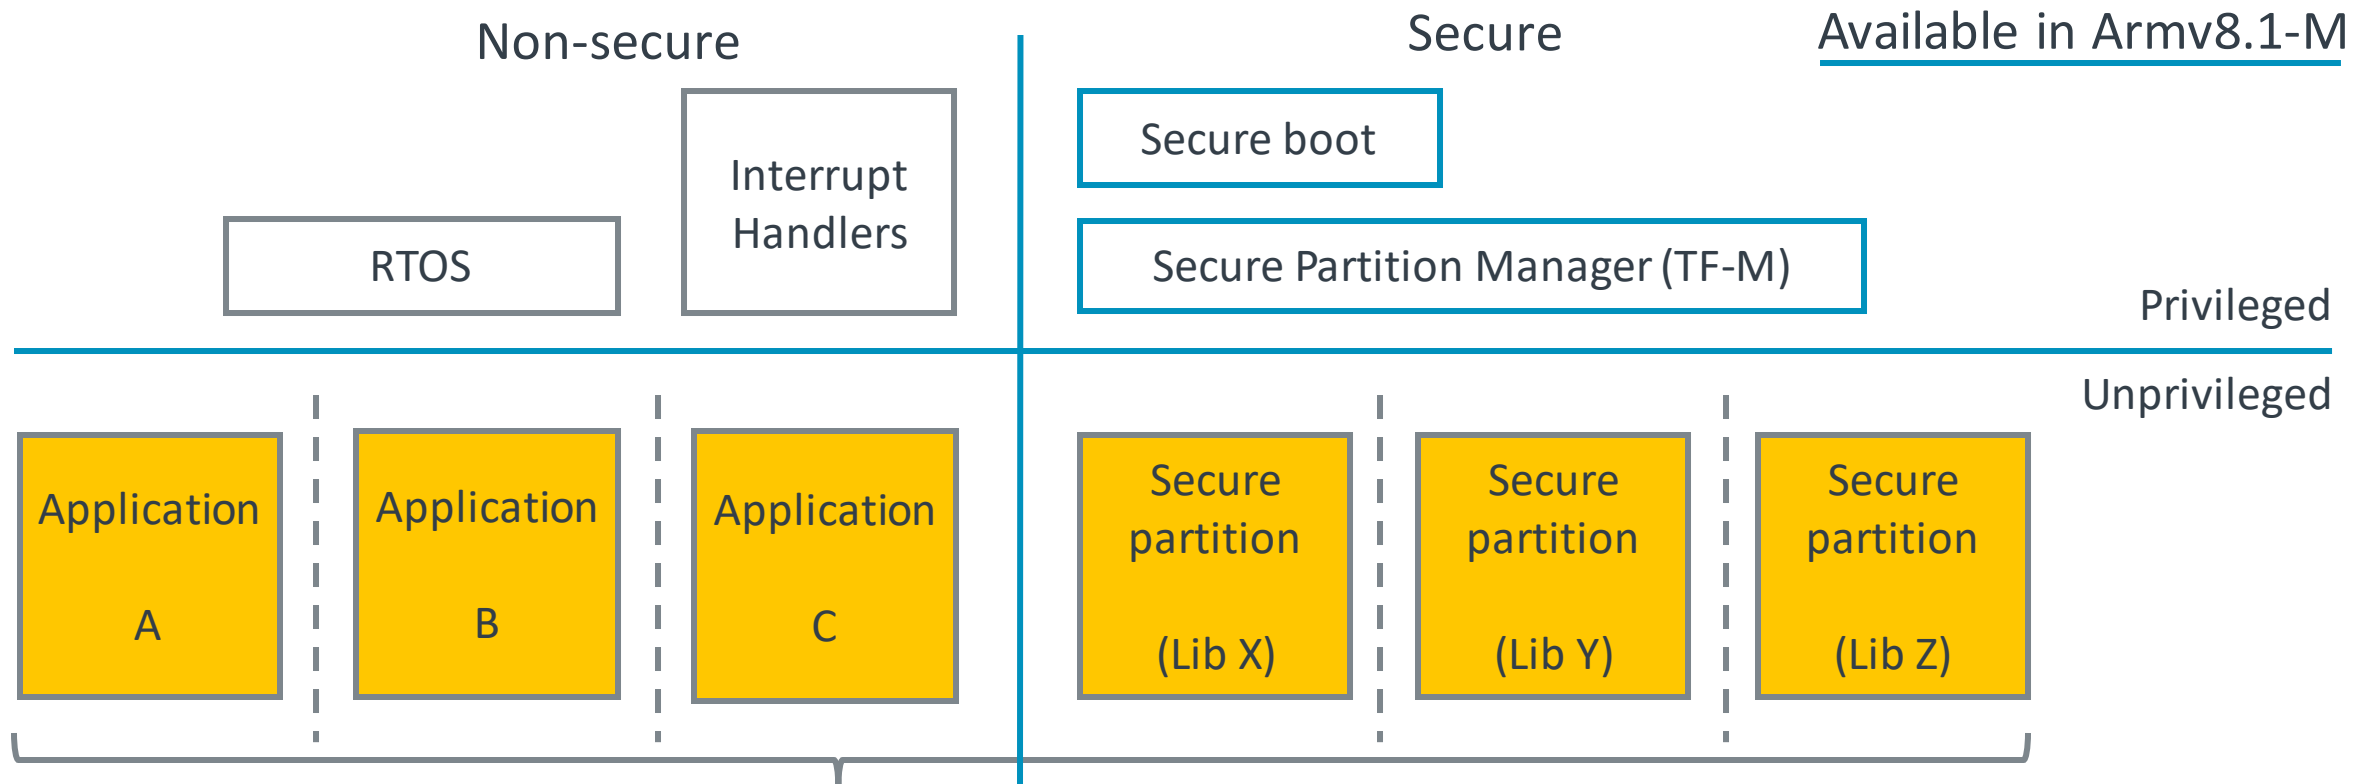 Non-secure
Secure
Available in Armv8.1-M
Interrupt
Handlers
RTOS
Secure boot
Secure Partition Manager (TF-M)
Privileged
Unprivileged
Application
A
Application
B
Application
C
Secure
partition
(Lib X)
Secure
partition
(Lib Y)
Secure
partition
(Lib Z)